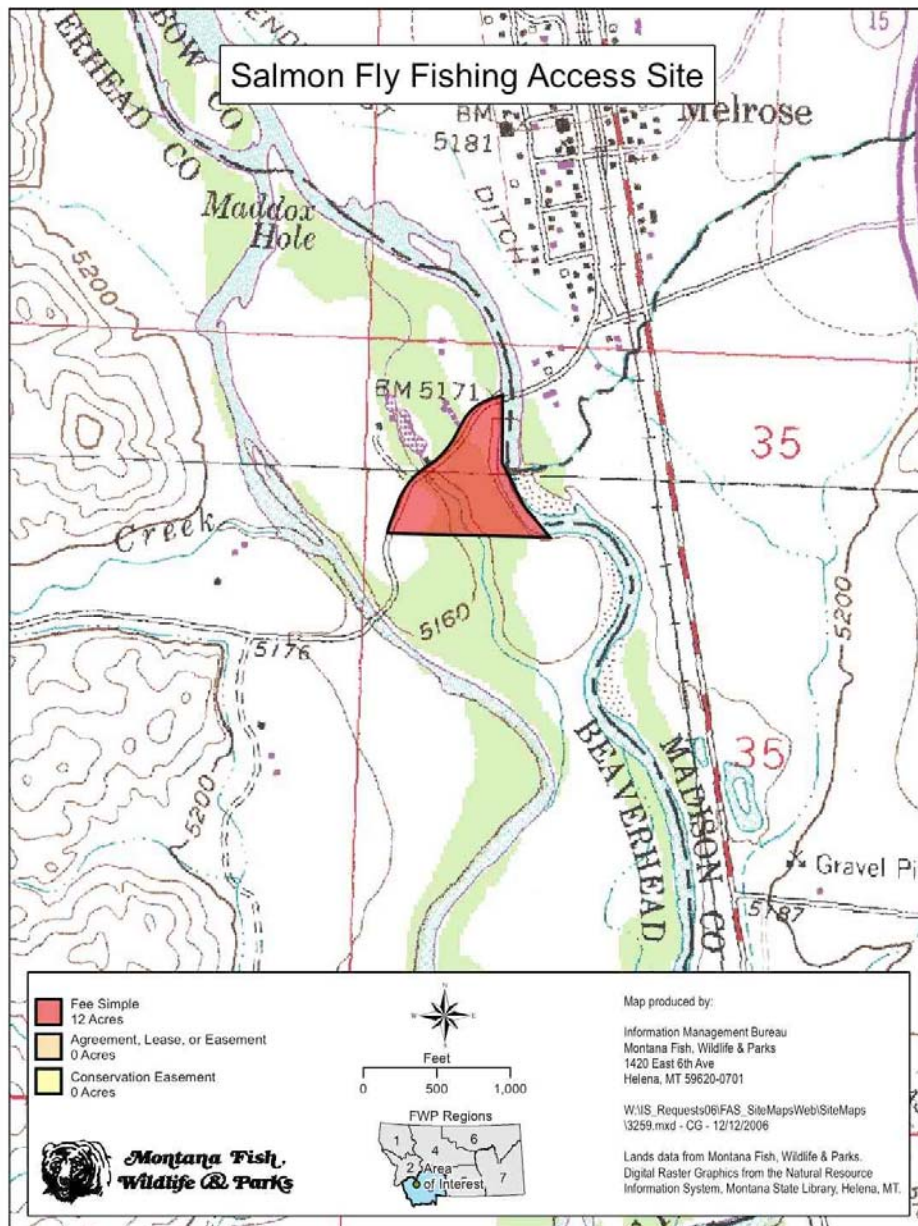 Salmon Fly Fishing Access Site
15
BOW CO
ERHEAD CO
BM
5181
Melrose
DITCH
Maddox
Hole
5200
BM 5171
35
Creek
5160
5176
5200
5200
BEAVERHEAD
MADISON CO
35
Gravel Pi
5187
Fee Simple
12 Acres
Agreement, Lease, or Easement
0 Acres
Conservation Easement
0 Acres
Montana Fish,
Wildlife & Parks
N
W E
S
Feet
0 500 1,000
FWP Regions
1 4 6
2 7
Area
of Interest
Map produced by:
Information Management Bureau
Montana Fish, Wildlife & Parks
1420 East 6th Ave
Helena, MT 59620-0701
W:\IS_Requests06\FAS_SiteMapsWeb\SiteMaps
\3259.mxd - CG - 12/12/2006
Lands data from Montana Fish, Wildlife & Parks.
Digital Raster Graphics from the Natural Resource
Information System, Montana State Library, Helena, MT.